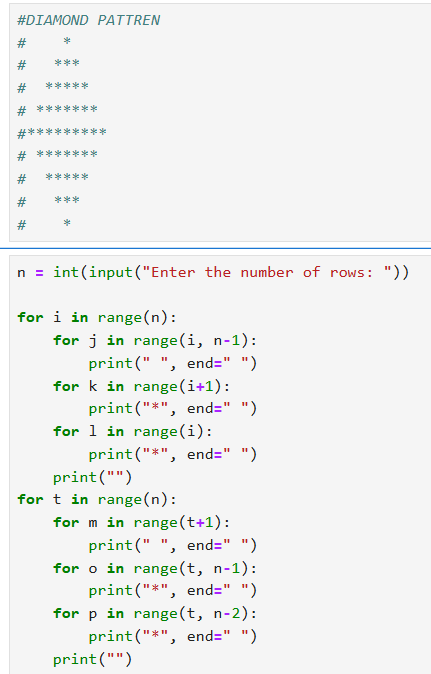 #DIAMOND PATTREN
#    *
#   ***
#  *****
# *******
#*********
# *******
#  *****
#   ***
#    *
n = int(input("Enter the number of rows: "))
for i in range(n):
    for j in range(i, n-1):
        print(" ", end=" ")
    for k in range(i+1):
        print("*", end=" ")
    for l in range(i):
        print("*", end=" ")
    print("")
for t in range(n):
    for m in range(t+1):
        print(" ", end=" ")
    for o in range(t, n-1):
        print("*", end=" ")
    for p in range(t, n-2):
        print("*", end=" ")
    print("")